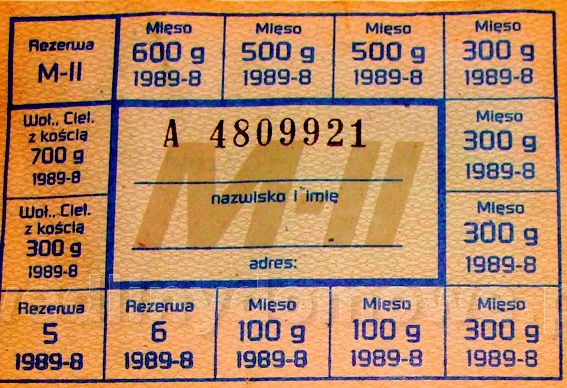 Rezerwa
M-II
Mięso
600 g
1989-8
Mięso
500 g
1989-8
Mięso
500 g
1989-8
Mięso
300 g
1989-8
Woł., Ciel.
z kością
700 g
1989-8
A 4809921
M-II
nazwisko i imię
adres:
Mięso
300 g
1989-8
Woł., Ciel.
z kością
300 g
1989-8
Mięso
300 g
1989-8
Rezerwa
5
1989-8
Rezerwa
6
1989-8
Mięso
100 g
1989-8
Mięso
100 g
1989-8
Mięso
300 g
1989-8